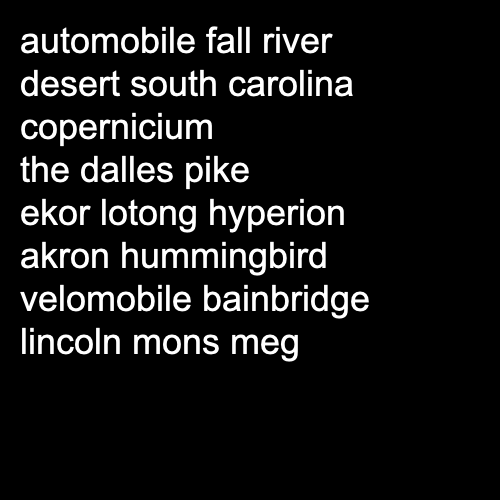 automobile fall river
desert south carolina
copernicium
the dalles pike
ekor lotong hyperion
akron hummingbird
velomobile bainbridge
lincoln mons meg